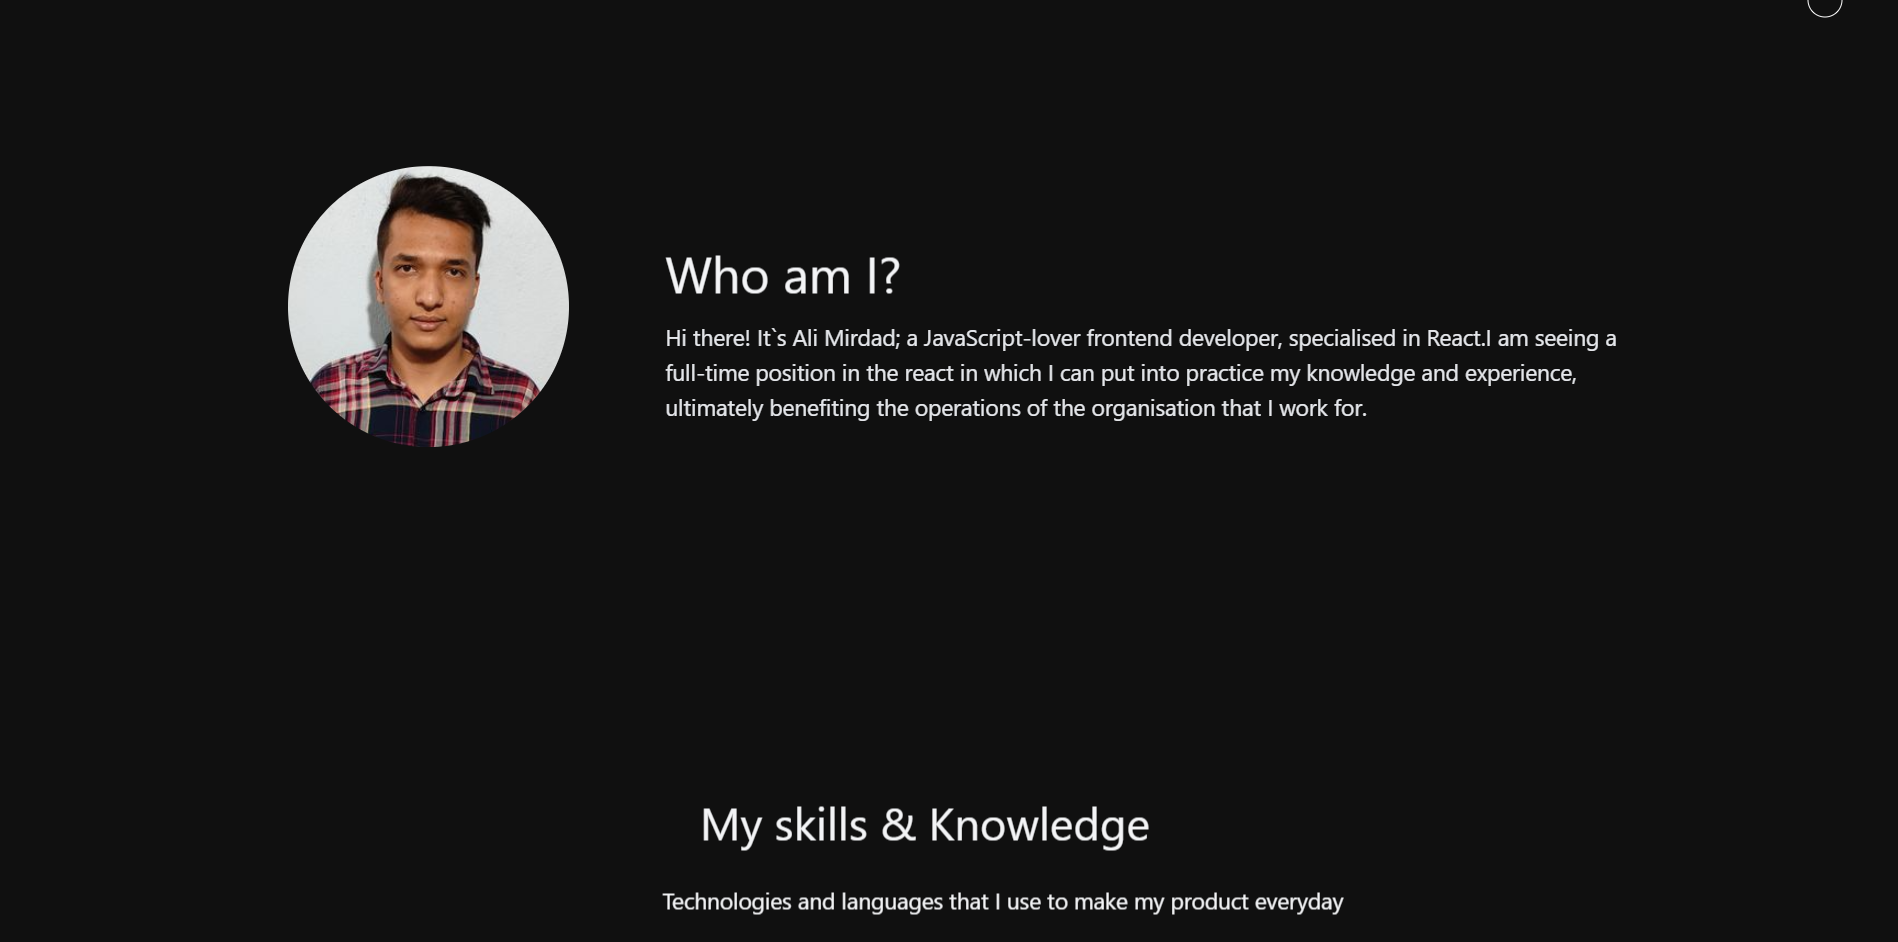 Who am I?
Hi there! It`s Ali Mirdad; a JavaScript-lover frontend developer, specialised in React.I am seeing a
full-time position in the react in which I can put into practice my knowledge and experience,
ultimately benefiting the operations of the organisation that I work for.
My skills & Knowledge
Technologies and languages that I use to make my product everyday